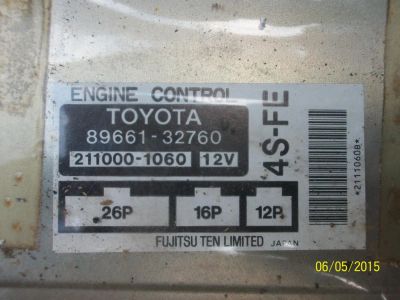 ENGINE CONTROL
TOYOTA
89661-32760
211000-1060 12V
4S-FE
26P 16P 12P
FUJITSU TEN LIMITED JAPAN
*2111060B*
06/05/2015